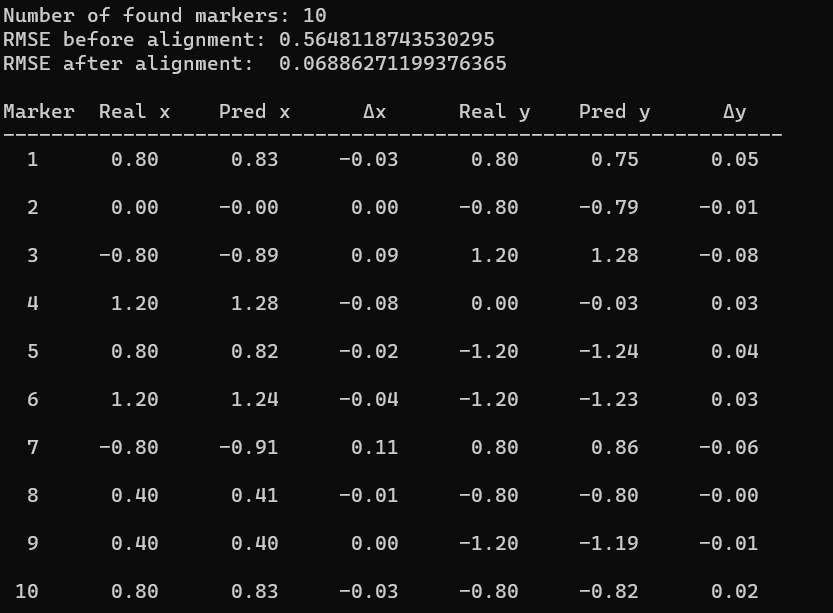 Number of found markers: 10
RMSE before alignment: 0.5648118743530295
RMSE after alignment:  0.06886271199376365
Marker  Real x    Pred x      Δx      Real y    Pred y      Δy
-----------------------------------------------------------------
  1      0.80      0.83     -0.03      0.80      0.75      0.05
  2      0.00     -0.00      0.00     -0.80     -0.79     -0.01
  3     -0.80     -0.89      0.09      1.20      1.28     -0.08
  4      1.20      1.28     -0.08      0.00     -0.03      0.03
  5      0.80      0.82     -0.02     -1.20     -1.24      0.04
  6      1.20      1.24     -0.04     -1.20     -1.23      0.03
  7     -0.80     -0.91      0.11      0.80      0.86     -0.06
  8      0.40      0.41     -0.01     -0.80     -0.80     -0.00
  9      0.40      0.40      0.00     -1.20     -1.19     -0.01
 10      0.80      0.83     -0.03     -0.80     -0.82      0.02